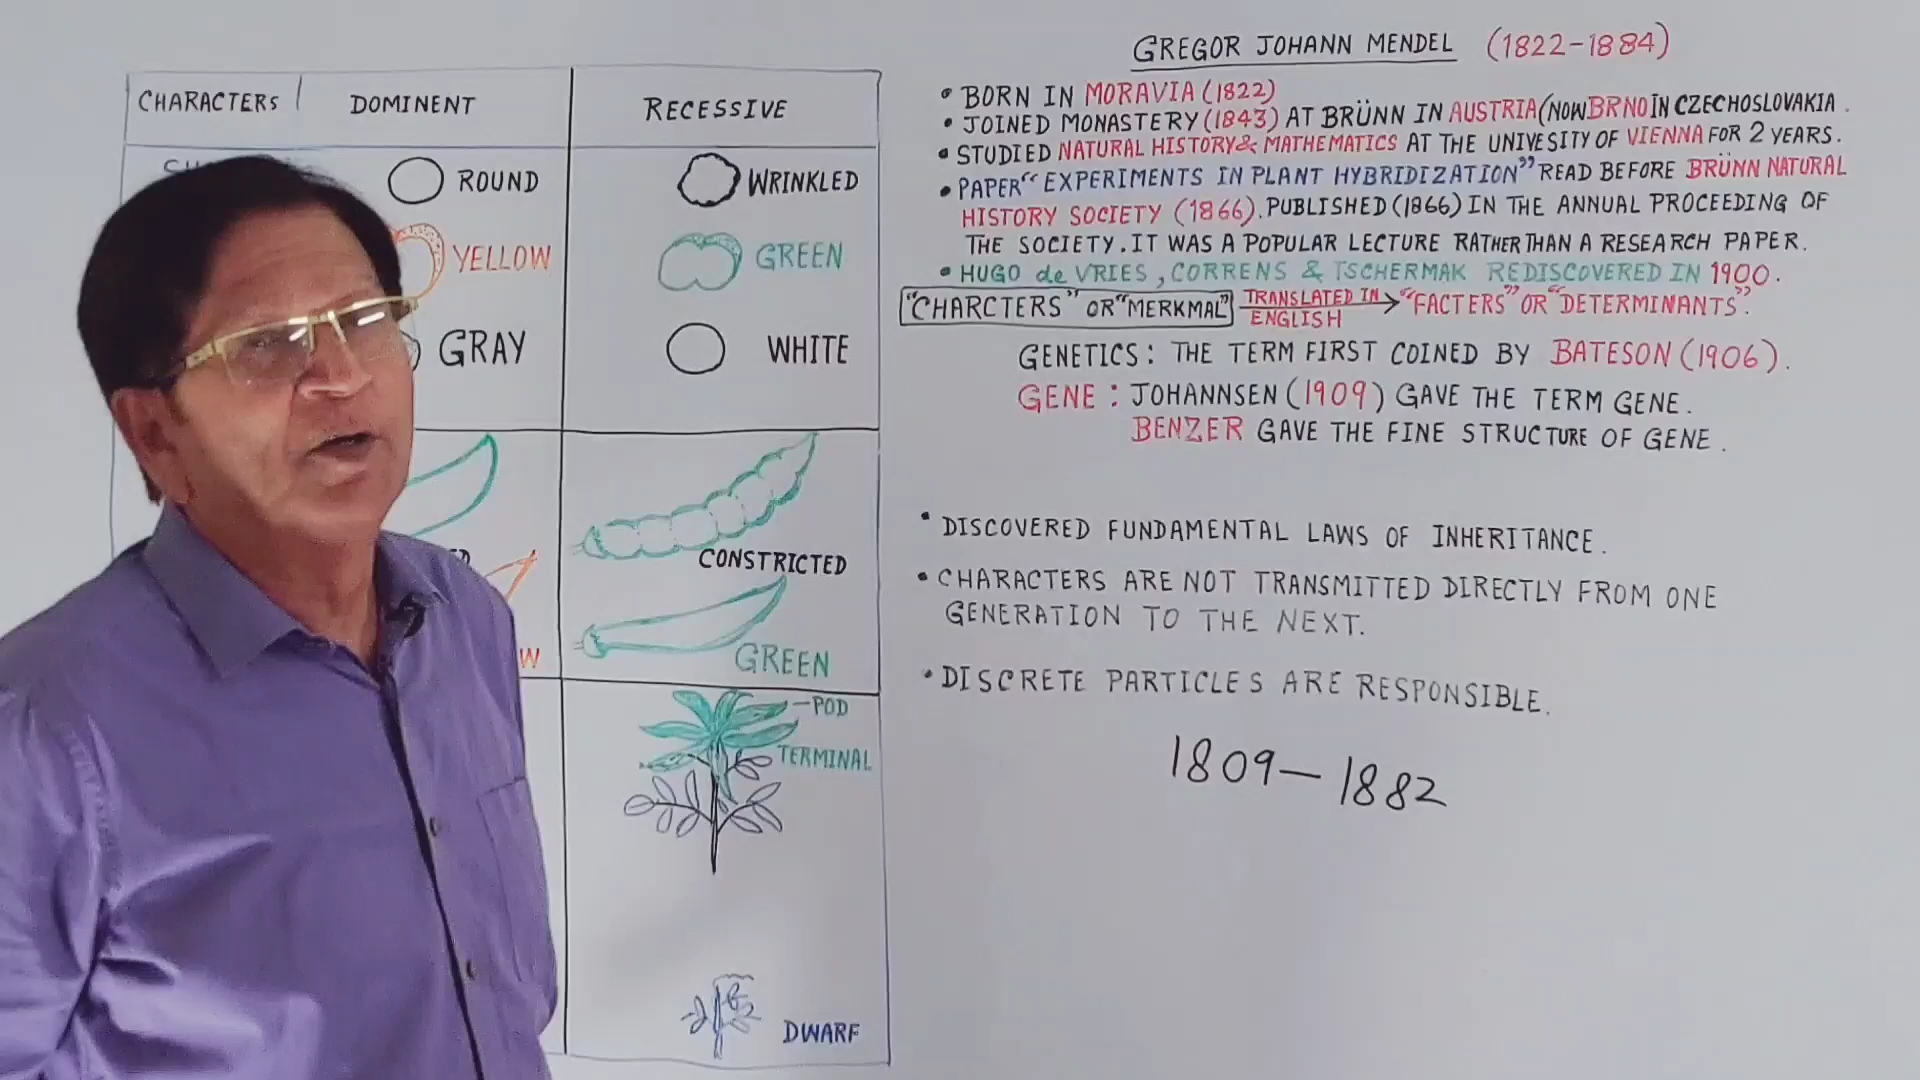 CHARACTERS DOMINENT RECESSIVE
ROUND WRINKLED
YELLOW GREEN
GRAY WHITE
CONSTRICTED
GREEN
POD
TERMINAL
DWARF
GREGOR JOHANN MENDEL (1822-1884)
• BORN IN MORAVIA (1822)
• JOINED MONASTERY (1843) AT BRÜNN IN AUSTRIA (NOW BRNO IN CZECHOSLOVAKIA.
• STUDIED NATURAL HISTORY & MATHEMATICS AT THE UNIVESITY OF VIENNA FOR 2 YEARS.
• PAPER "EXPERIMENTS IN PLANT HYBRIDIZATION" READ BEFORE BRÜNN NATURAL
HISTORY SOCIETY (1866). PUBLISHED (1866) IN THE ANNUAL PROCEEDING OF
THE SOCIETY. IT WAS A POPULAR LECTURE RATHER THAN A RESEARCH PAPER.
• HUGO de VRIES, CORRENS & TSCHERMAK REDISCOVERED IN 1900.
"CHARCTERS" OR "MERKMAL" TRANSLATED IN ENGLISH → "FACTERS" OR "DETERMINANTS".
GENETICS: THE TERM FIRST COINED BY BATESON (1906).
GENE: JOHANNSEN (1909) GAVE THE TERM GENE.
BENZER GAVE THE FINE STRUCTURE OF GENE.
• DISCOVERED FUNDAMENTAL LAWS OF INHERITANCE.
• CHARACTERS ARE NOT TRANSMITTED DIRECTLY FROM ONE
GENERATION TO THE NEXT.
• DISCRETE PARTICLES ARE RESPONSIBLE.
1809-1882